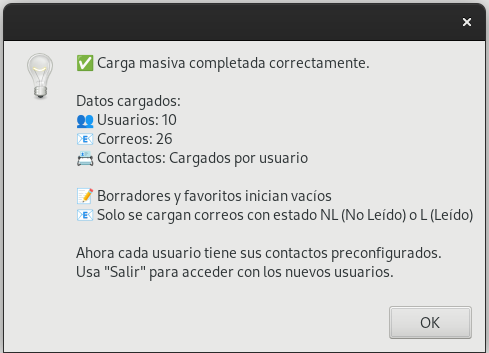 ✅ Carga masiva completada correctamente.
Datos cargados:
👥 Usuarios: 10
📧 Correos: 26
📇 Contactos: Cargados por usuario
📝 Borradores y favoritos inician vacíos
📧 Solo se cargan correos con estado NL (No Leído) o L (Leído)
Ahora cada usuario tiene sus contactos preconfigurados.
Usa "Salir" para acceder con los nuevos usuarios.
OK